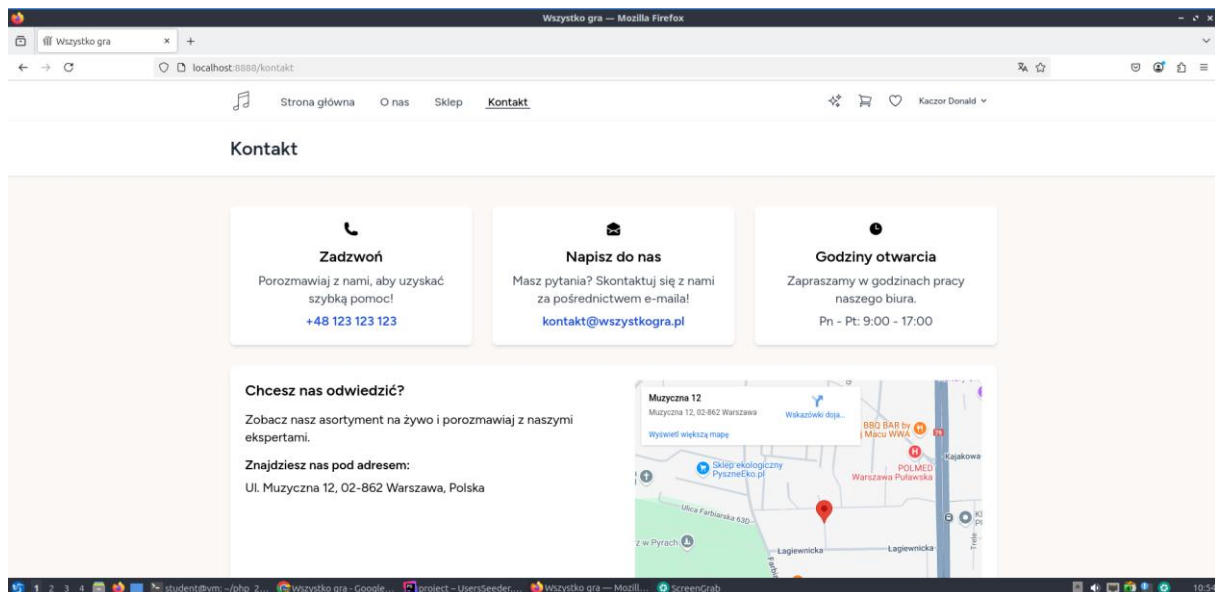 Wszystko gra — Mozilla Firefox
Wszystko gra
localhost:8888/kontakt
Strona główna O nas Sklep Kontakt Kaczor Donald
Kontakt
Zadzwoń
Porozmawiaj z nami, aby uzyskać
szybką pomoc!
+48 123 123 123
Napisz do nas
Masz pytania? Skontaktuj się z nami
za pośrednictwem e-maila!
kontakt@wszystkogra.pl
Godziny otwarcia
Zapraszamy w godzinach pracy
naszego biura.
Pn - Pt: 9:00 - 17:00
Chcesz nas odwiedzić?
Zobacz nasz asortyment na żywo i porozmawiaj z naszymi
ekspertami.
Znajdziesz nas pod adresem:
Ul. Muzyczna 12, 02-862 Warszawa, Polska
Muzyczna 12
Muzyczna 12, 02-862 Warszawa
Wskazówki doja...
Wyświetl większą mapę
BBQ BAR by
Macu WWA
79
Kajakowa
Sklep ekologiczny
PyszneEko.pl
POLMED
Warszawa Puławska
Ulica Farbiarska 63D
z w Pyrach
Łagiewnicka
Łagiewnicka
Trele
1 2 3 4 student@vm: ~/php_2... Wszystko gra - Google... project – UsersSeeder.... Wszystko gra — Mozill... ScreenGrab 10:54